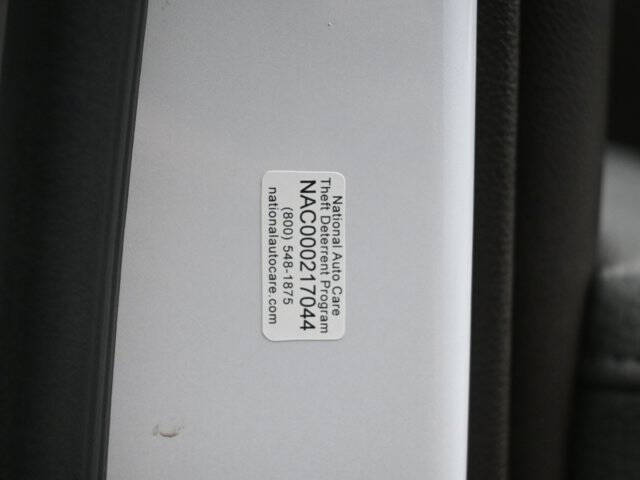 National Auto Care
Theft Deterrent Program
NAC000217044
(800) 548-1875
nationalautocare.com